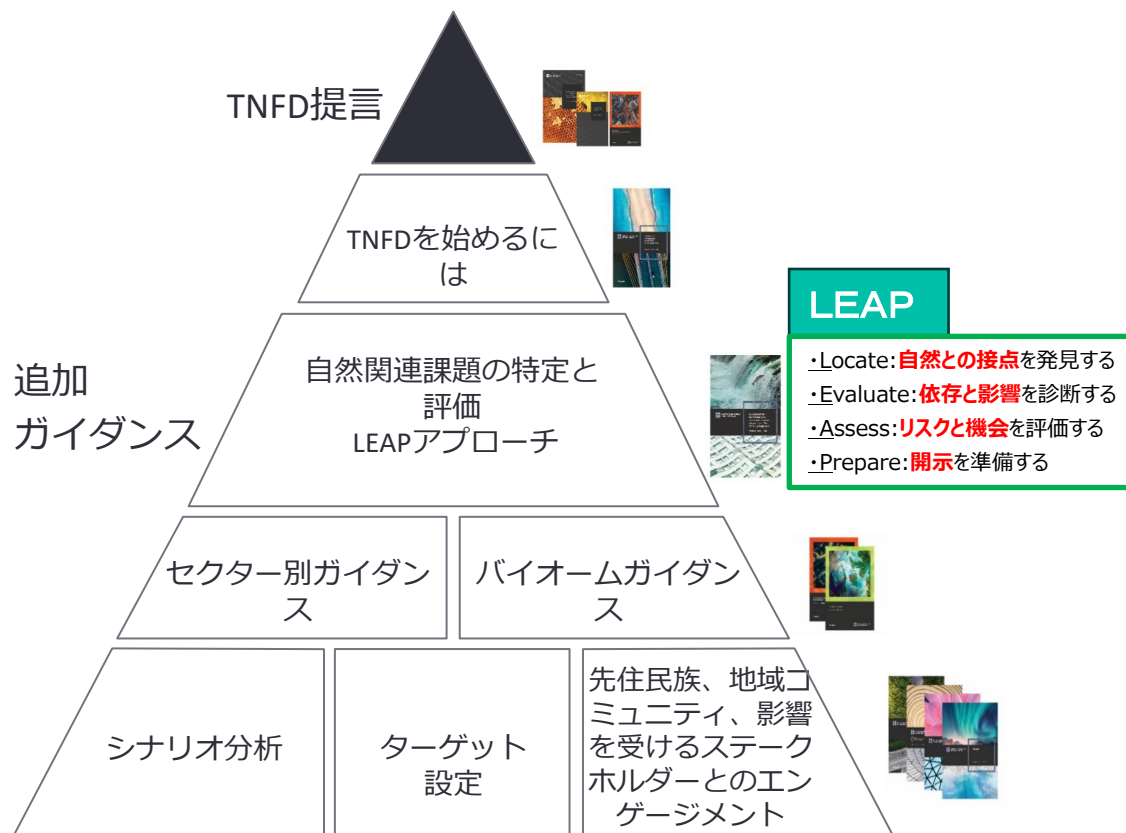 TNFD提言
TNFDを始めるに
は
LEAP
・Locate:自然との接点を発見する
・Evaluate:依存と影響を診断する
・Assess:リスクと機会を評価する
・Prepare:開示を準備する
追加
ガイダンス
自然関連課題の特定と
評価
LEAPアプローチ
セクター別ガイダン
ス
バイオームガイダン
ス
シナリオ分析
ターゲット
設定
先住民族、地域コ
ミュニティ、影響
を受けるステーク
ホルダーとのエン
ゲージメント